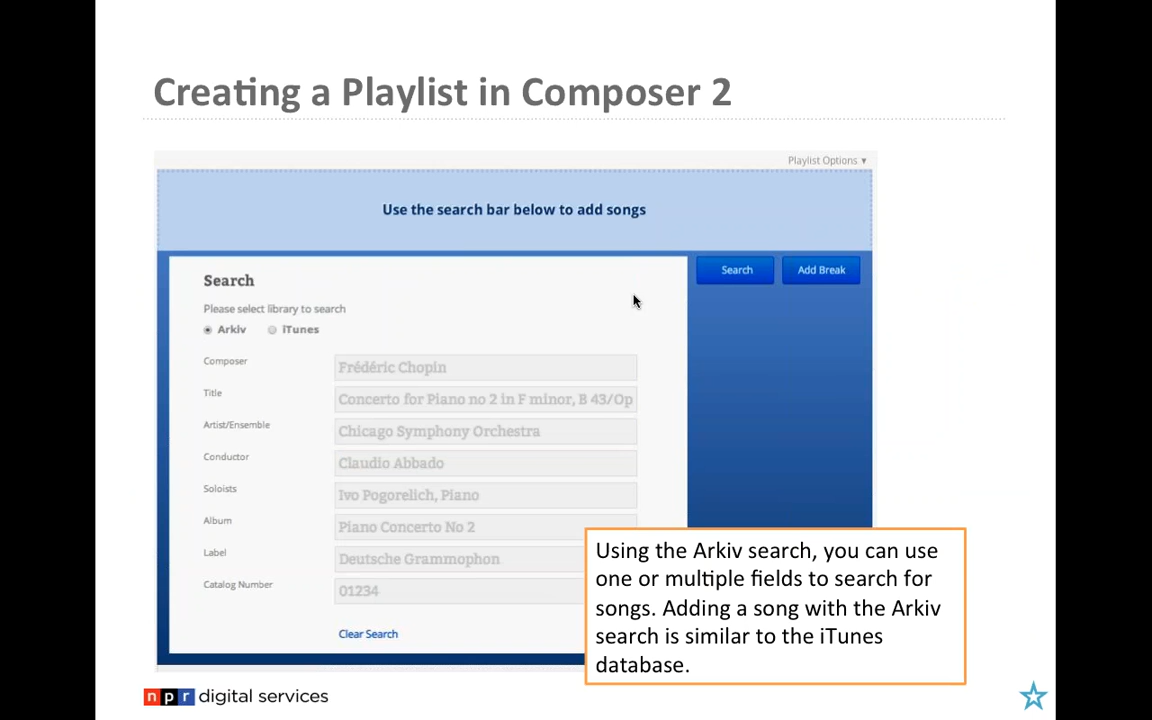 Creating a Playlist in Composer 2
Playlist Options ▼
Use the search bar below to add songs
Search
Search
Add Break
Please select library to search
Arkiv
iTunes
Composer
Frédéric Chopin
Title
Concerto for Piano no 2 in F minor, B 43/Op
Artist/Ensemble
Chicago Symphony Orchestra
Conductor
Claudio Abbado
Soloists
Ivo Pogorelich, Piano
Album
Piano Concerto No 2
Label
Deutsche Grammophon
Catalog Number
01234
Clear Search
Using the Arkiv search, you can use
one or multiple fields to search for
songs. Adding a song with the Arkiv
search is similar to the iTunes
database.
npr digital services